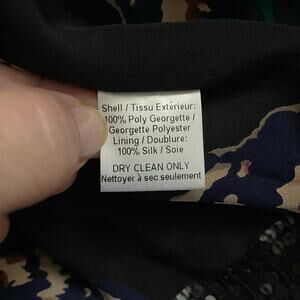 Shell / Tissu Extérieur:
100% Poly Georgette /
Georgette Polyester
Lining / Doublure:
100% Silk / Soie
DRY CLEAN ONLY
Nettoyer à sec seulement